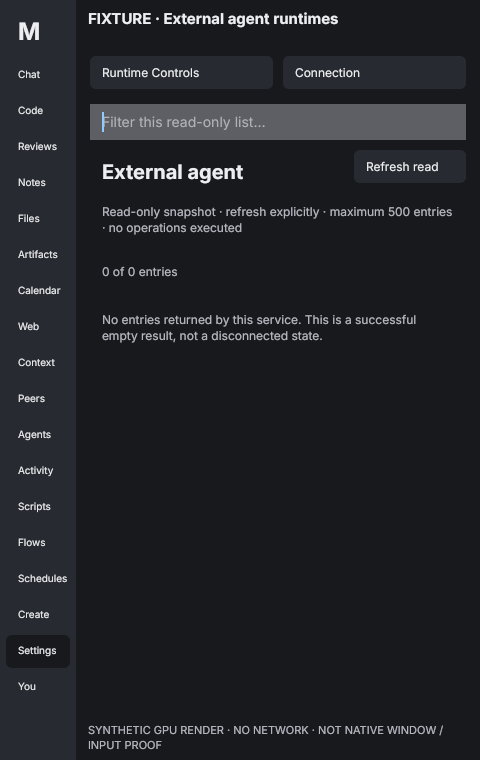 M
FIXTURE · External agent runtimes
Chat
Code
Reviews
Notes
Files
Artifacts
Calendar
Web
Context
Peers
Agents
Activity
Scripts
Flows
Schedules
Create
Settings
You
Runtime Controls
Connection
Filter this read-only list...
External agent
Refresh read
Read-only snapshot · refresh explicitly · maximum 500 entries
· no operations executed
0 of 0 entries
No entries returned by this service. This is a successful
empty result, not a disconnected state.
SYNTHETIC GPU RENDER · NO NETWORK · NOT NATIVE WINDOW /
INPUT PROOF